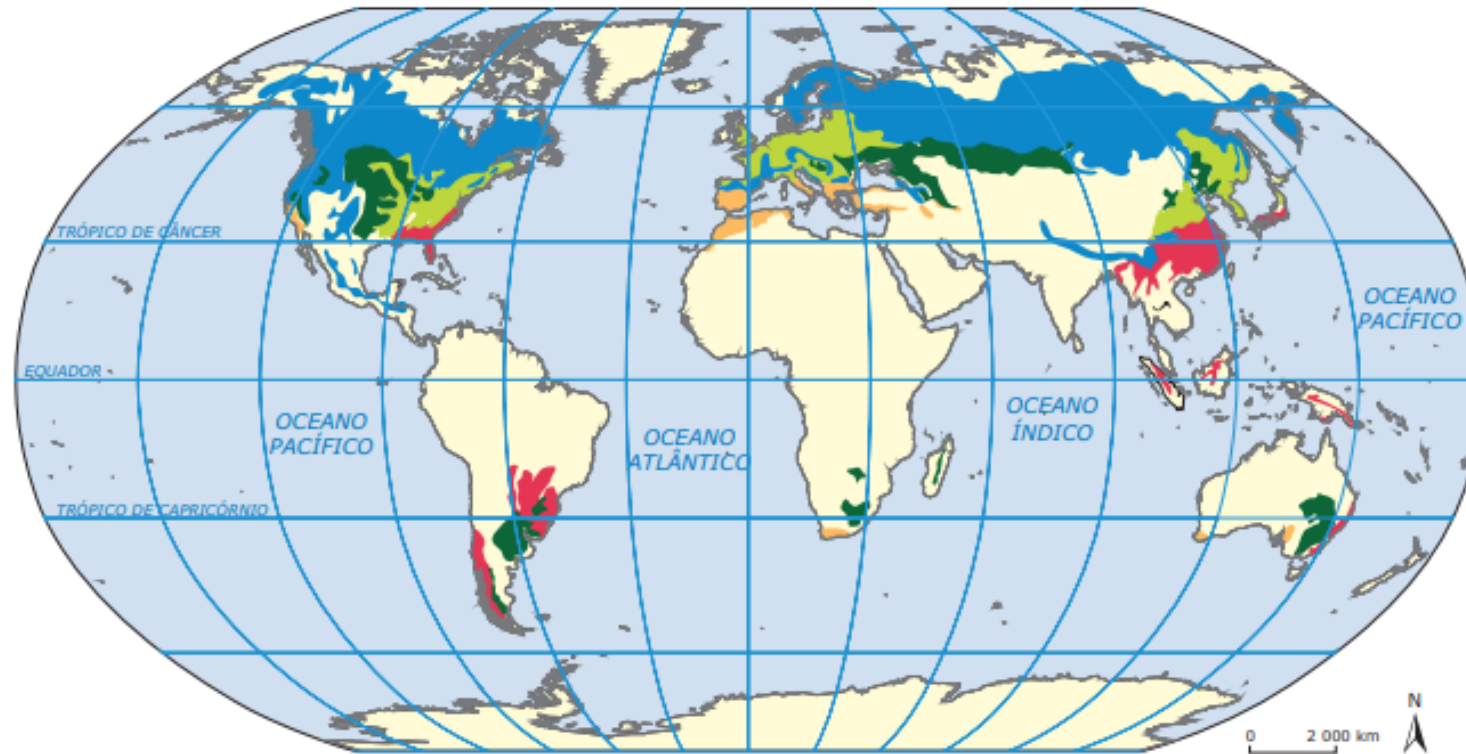 TRÓPICO DE CÂNCER
OCEANO
PACÍFICO
EQUADOR
OCEANO
PACÍFICO
OCEANO
ATLÂNTICO
OCEANO
ÍNDICO
TRÓPICO DE CAPRICÓRNIO
N
0 2 000 km